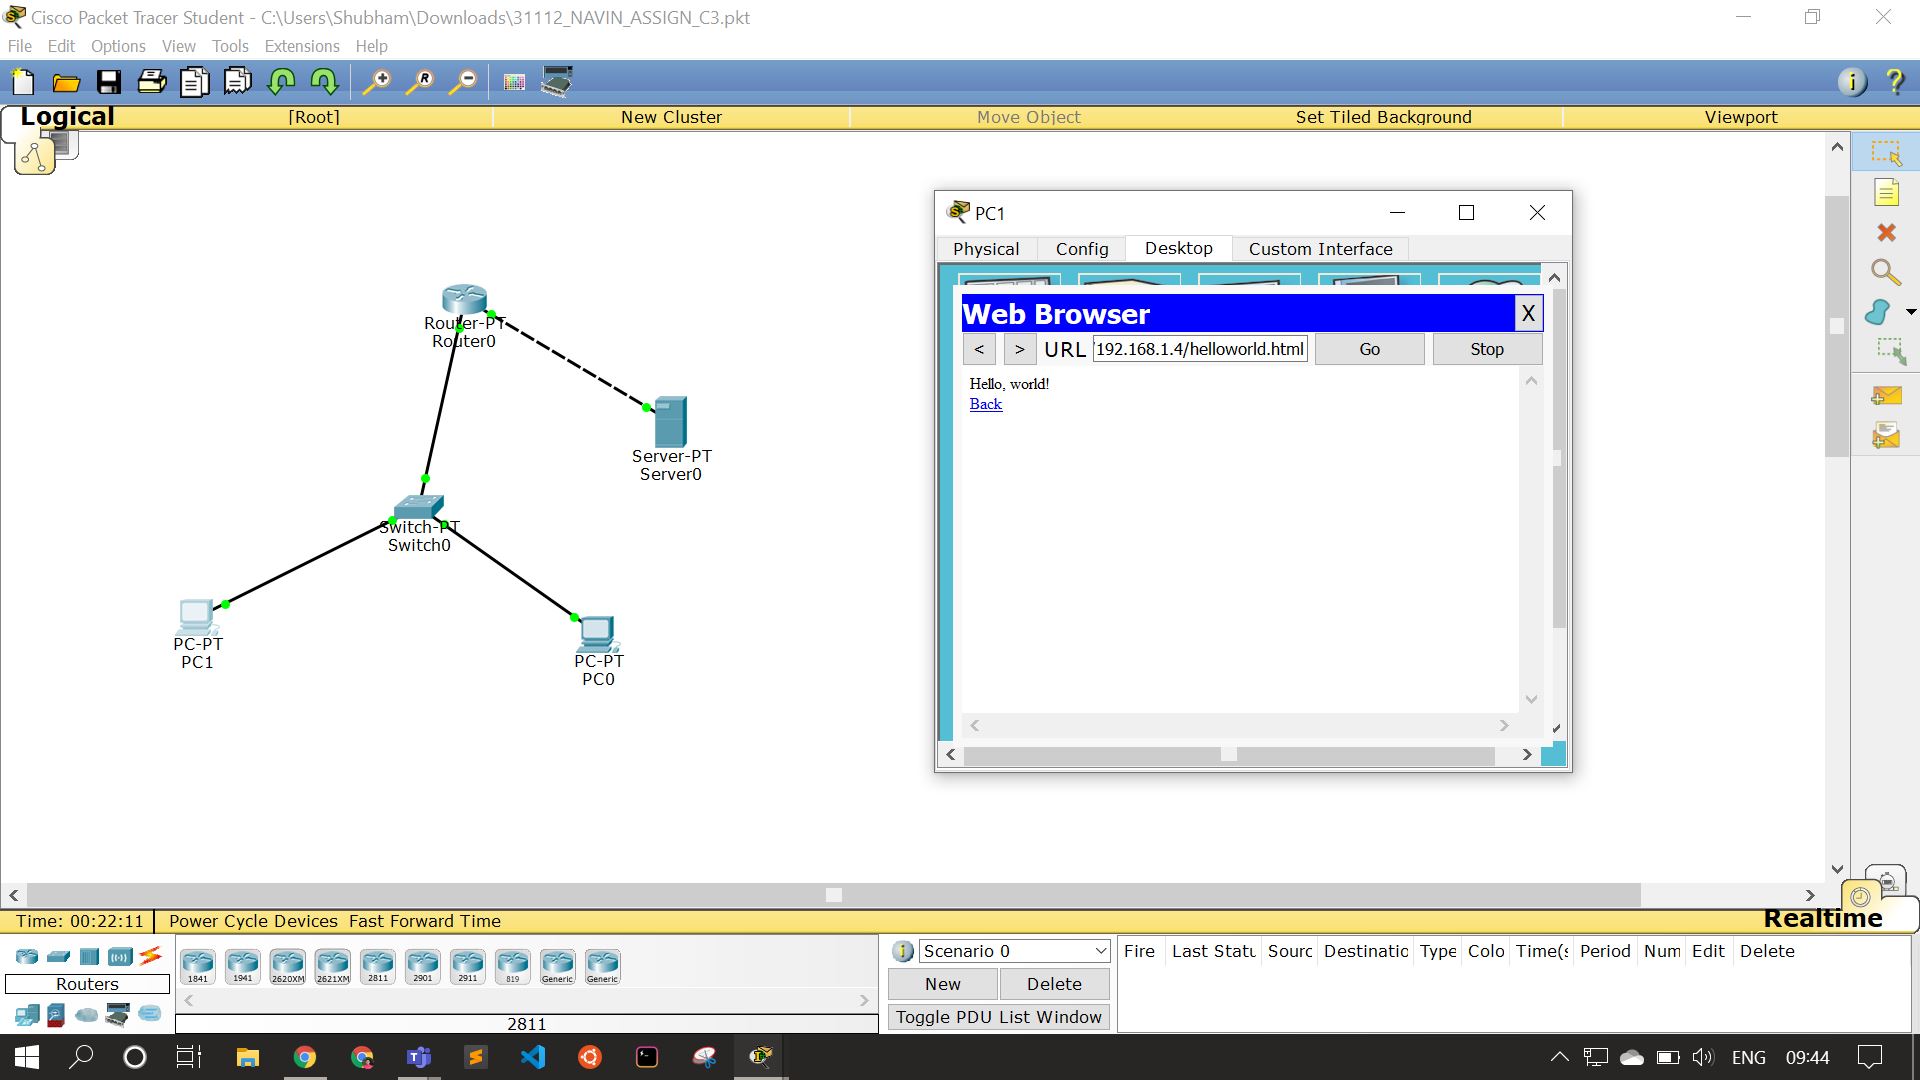 Cisco Packet Tracer Student - C:\Users\Shubham\Downloads\31112_NAVIN_ASSIGN_C3.pkt
File Edit Options View Tools Extensions Help
Logical [Root] New Cluster Move Object Set Tiled Background Viewport
Router-PT
Router0
Server-PT
Server0
Switch-PT
Switch0
PC-PT
PC1
PC-PT
PC0
PC1
Physical Config Desktop Custom Interface
Web Browser X
< > URL 192.168.1.4/helloworld.html Go Stop
Hello, world!
Back
Time: 00:22:11 Power Cycle Devices Fast Forward Time Realtime
Routers
1841 1941 2620XM 2621XM 2811 2901 2911 819 Generic Generic
2811
Scenario 0
New Delete
Toggle PDU List Window
Fire Last Statu Sourc Destinatio Type Colo Time(s Period Num Edit Delete
ENG 09:44